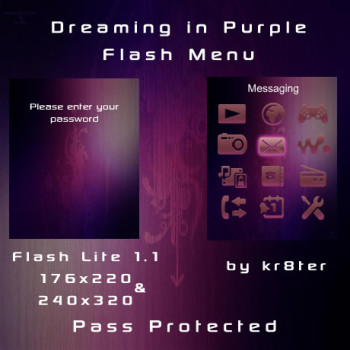 Dreaming in Purple
Flash Menu
Please enter your
password
Messaging
Flash Lite 1.1
176x220
&
240x320
by kr8ter
Pass Protected